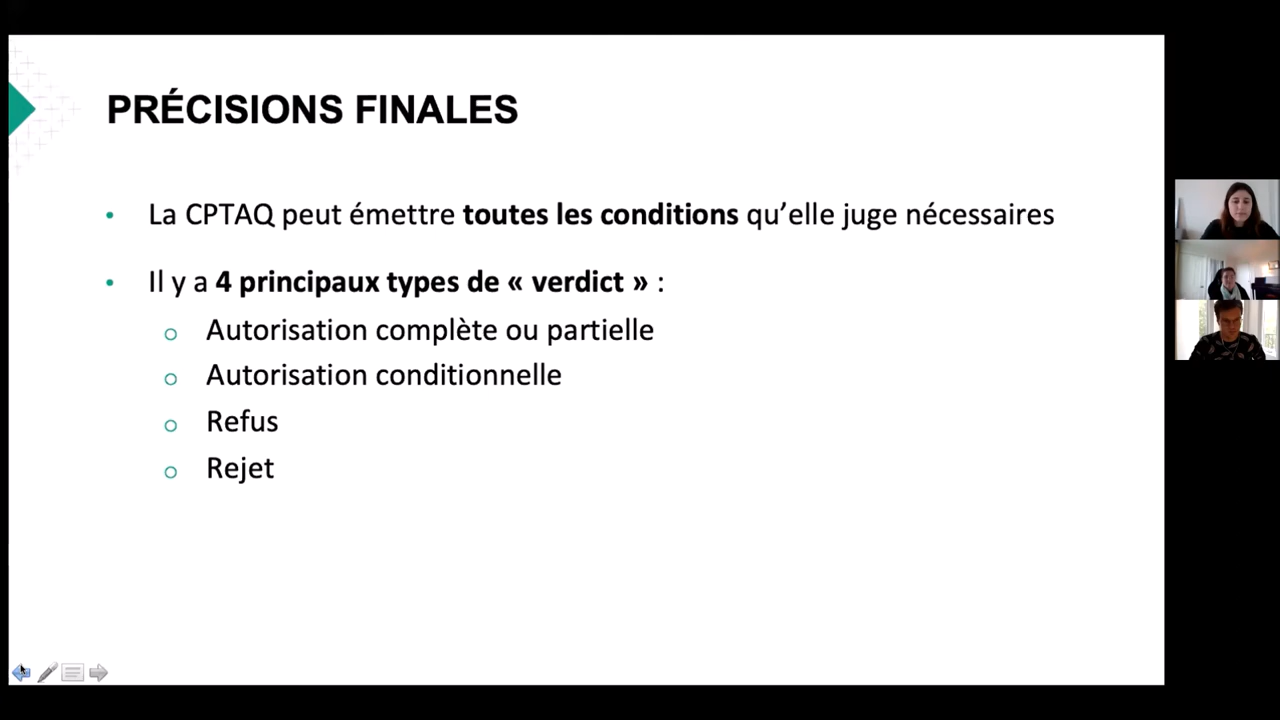 PRÉCISIONS FINALES
• La CPTAQ peut émettre toutes les conditions qu’elle juge nécessaires
• Il y a 4 principaux types de « verdict » :
o Autorisation complète ou partielle
o Autorisation conditionnelle
o Refus
o Rejet